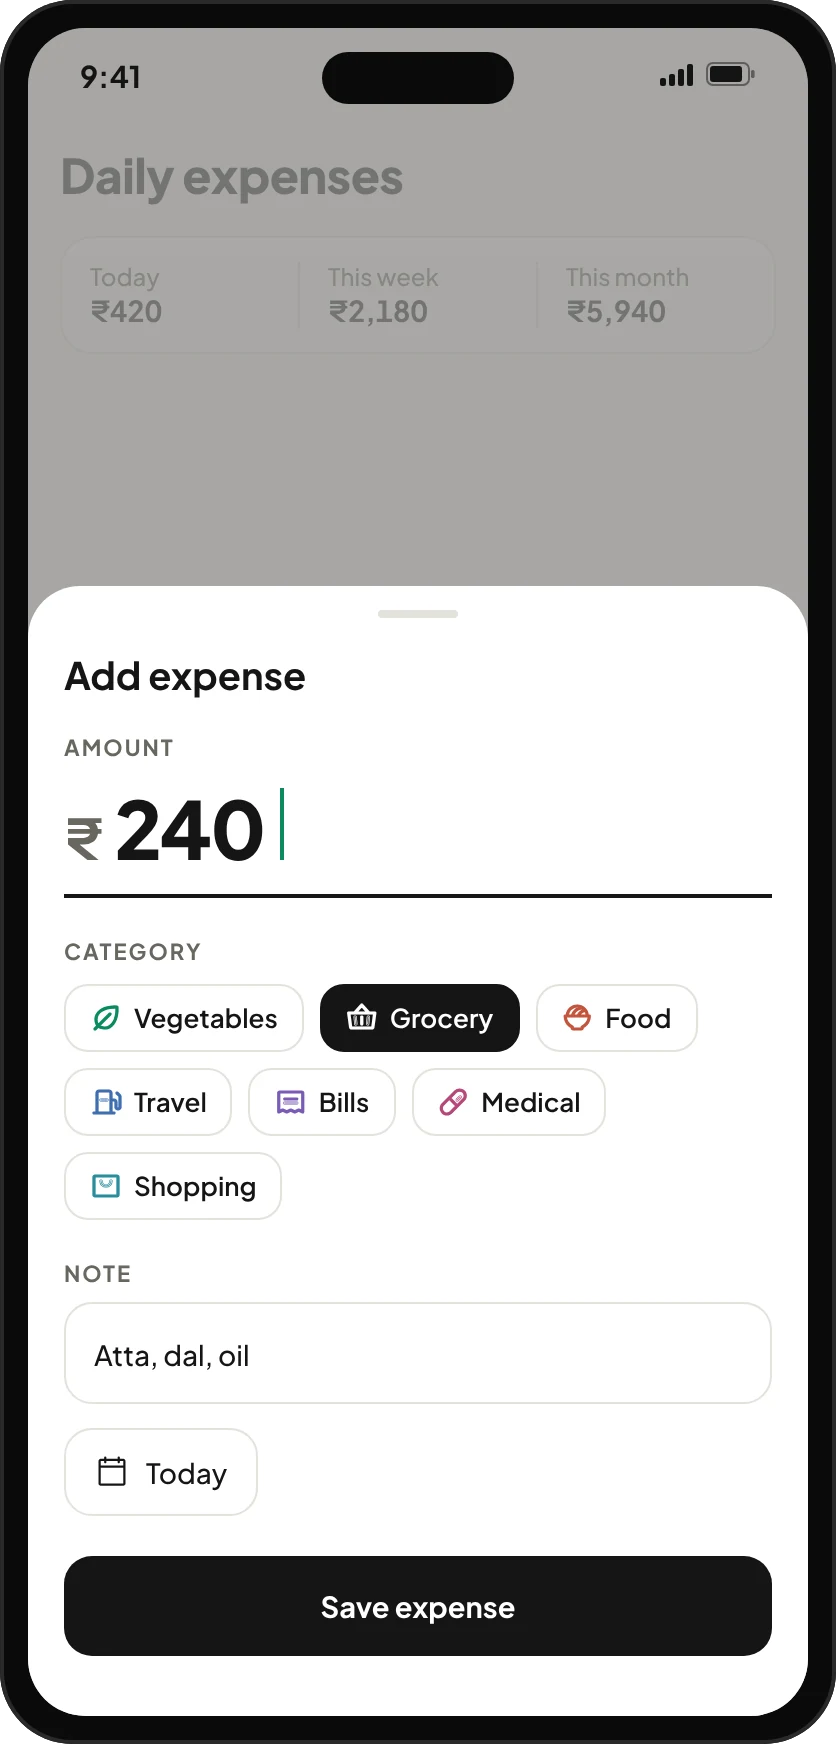 9:41
Daily expenses
Today This week This month
₹420 ₹2,180 ₹5,940
Add expense
AMOUNT
₹ 240
CATEGORY
Vegetables Grocery Food
Travel Bills Medical
Shopping
NOTE
Atta, dal, oil
Today
Save expense